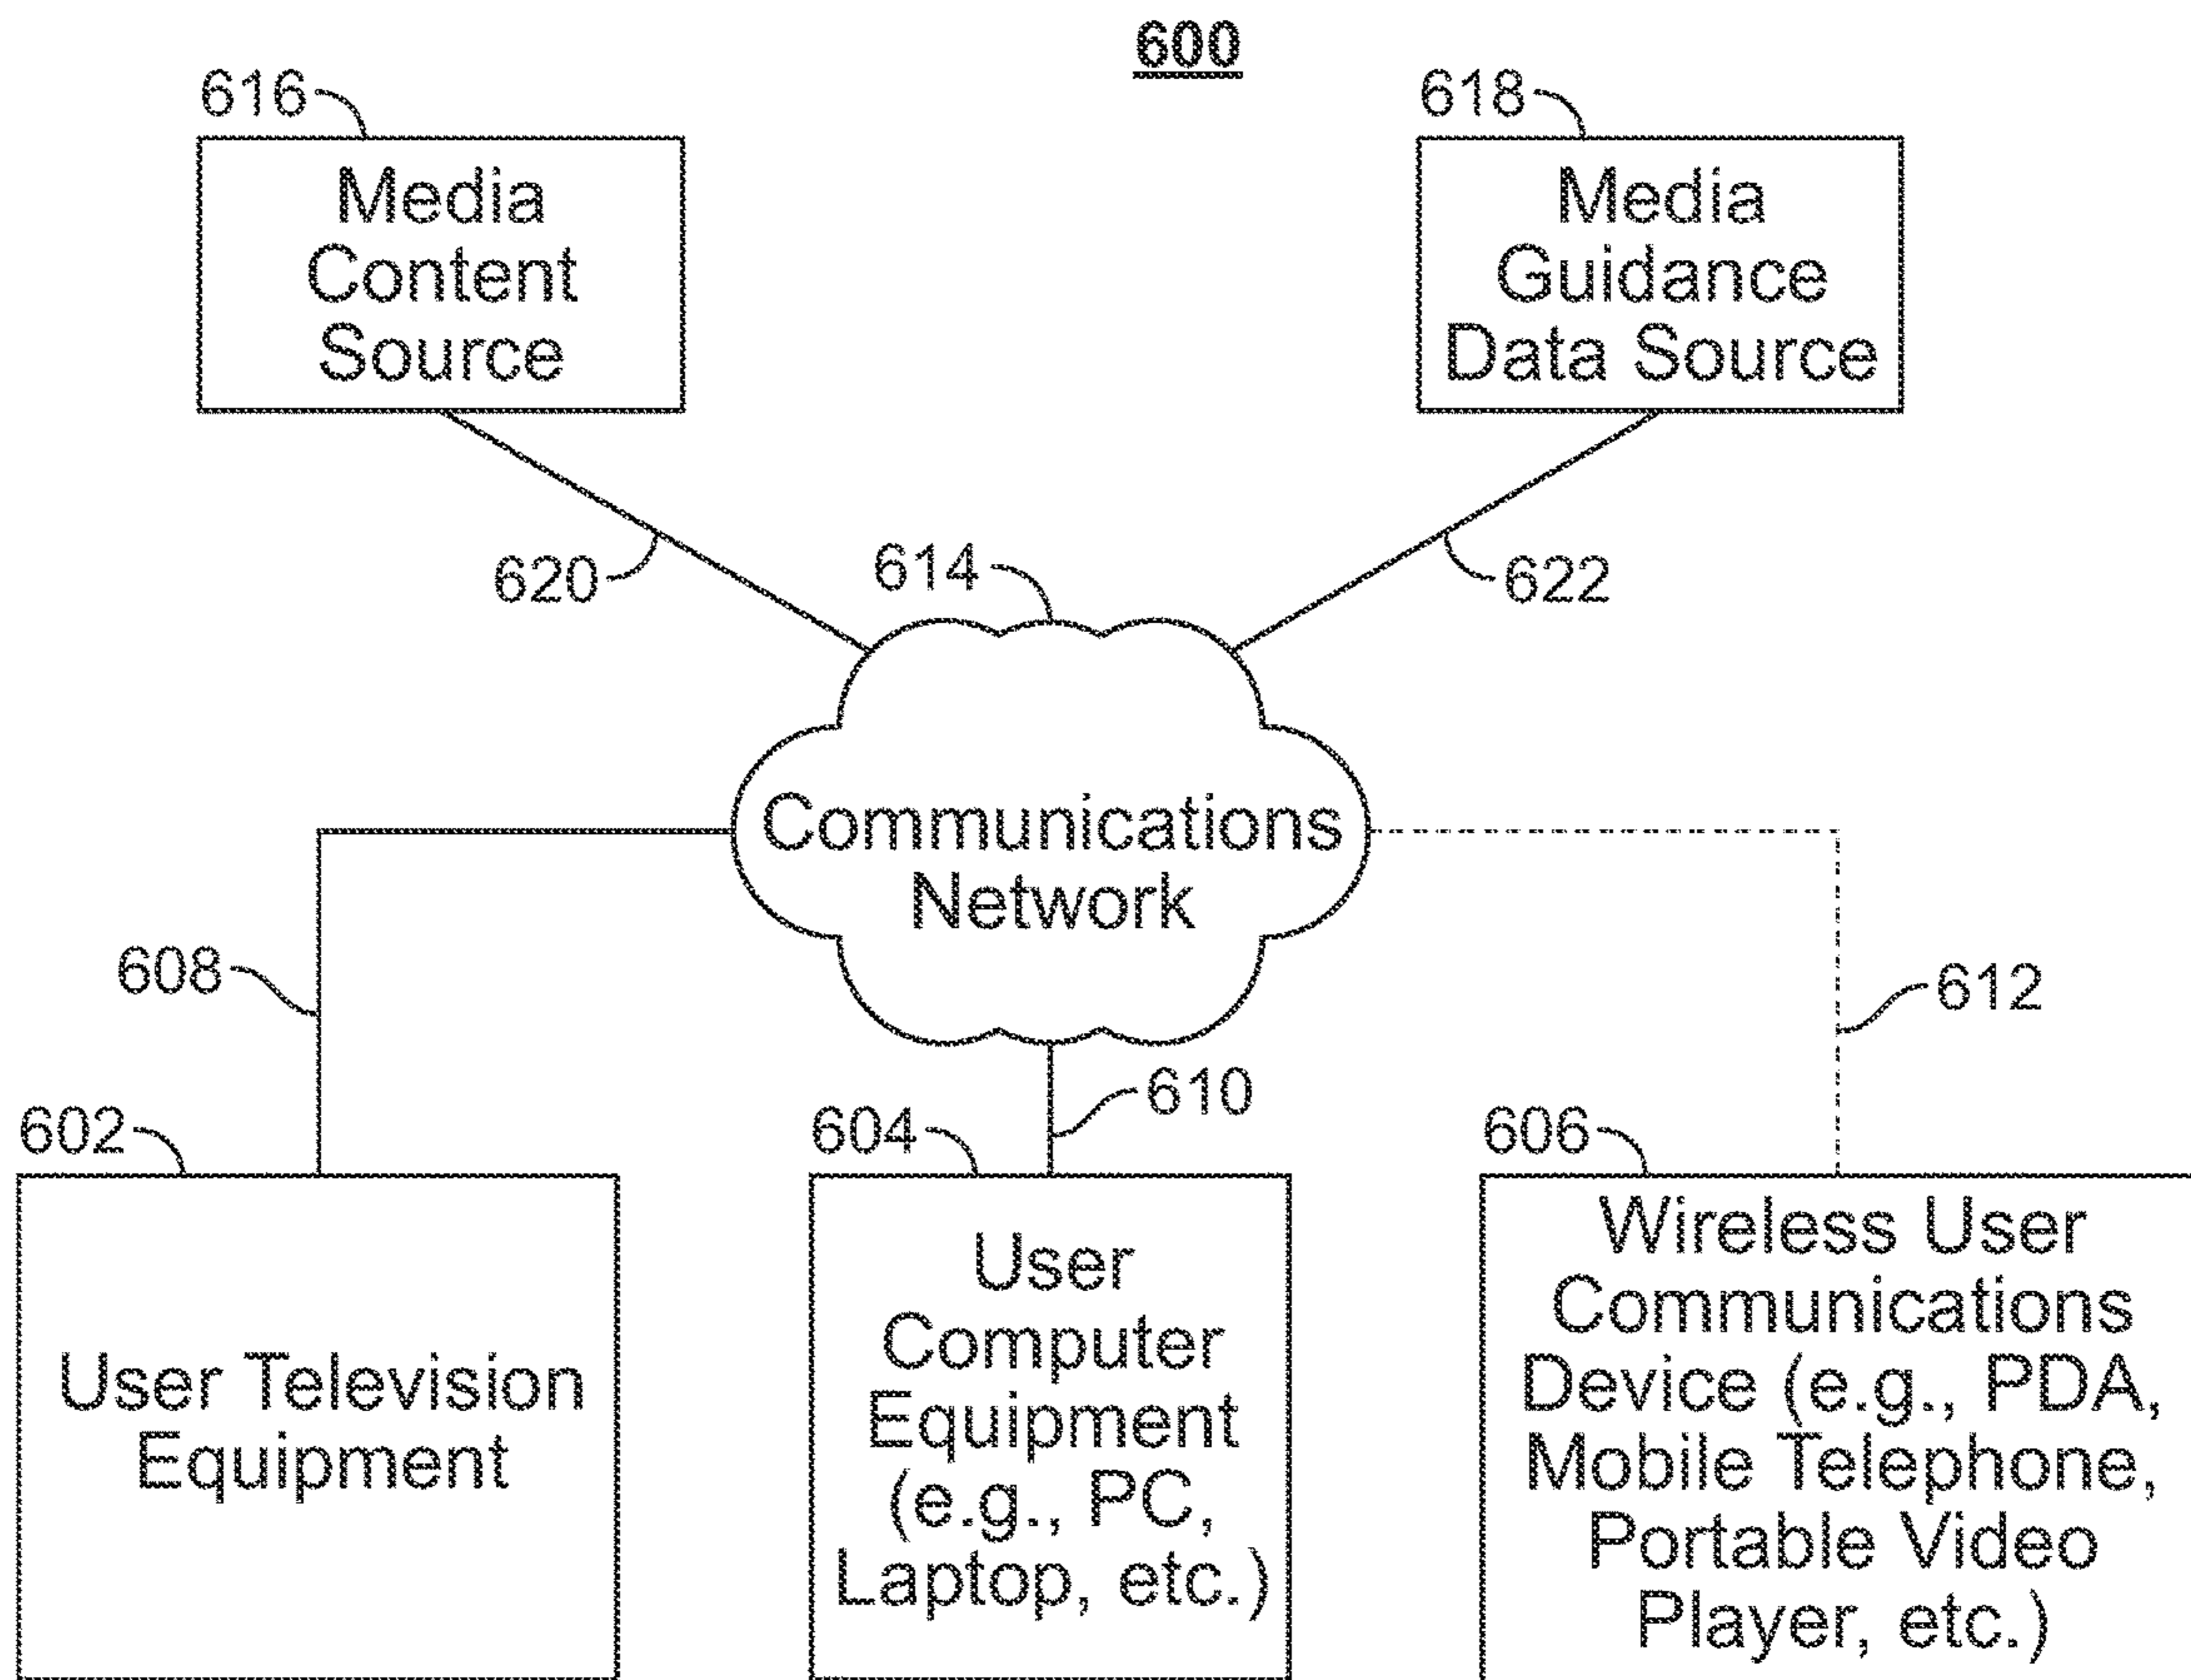 600
616
618
Media
Content
Source
Media
Guidance
Data Source
620
614
622
Communications
Network
608
612
610
602
604
606
User Television
Equipment
User
Computer
Equipment
(e.g., PC,
Laptop, etc.)
Wireless User
Communications
Device (e.g., PDA,
Mobile Telephone,
Portable Video
Player, etc.)